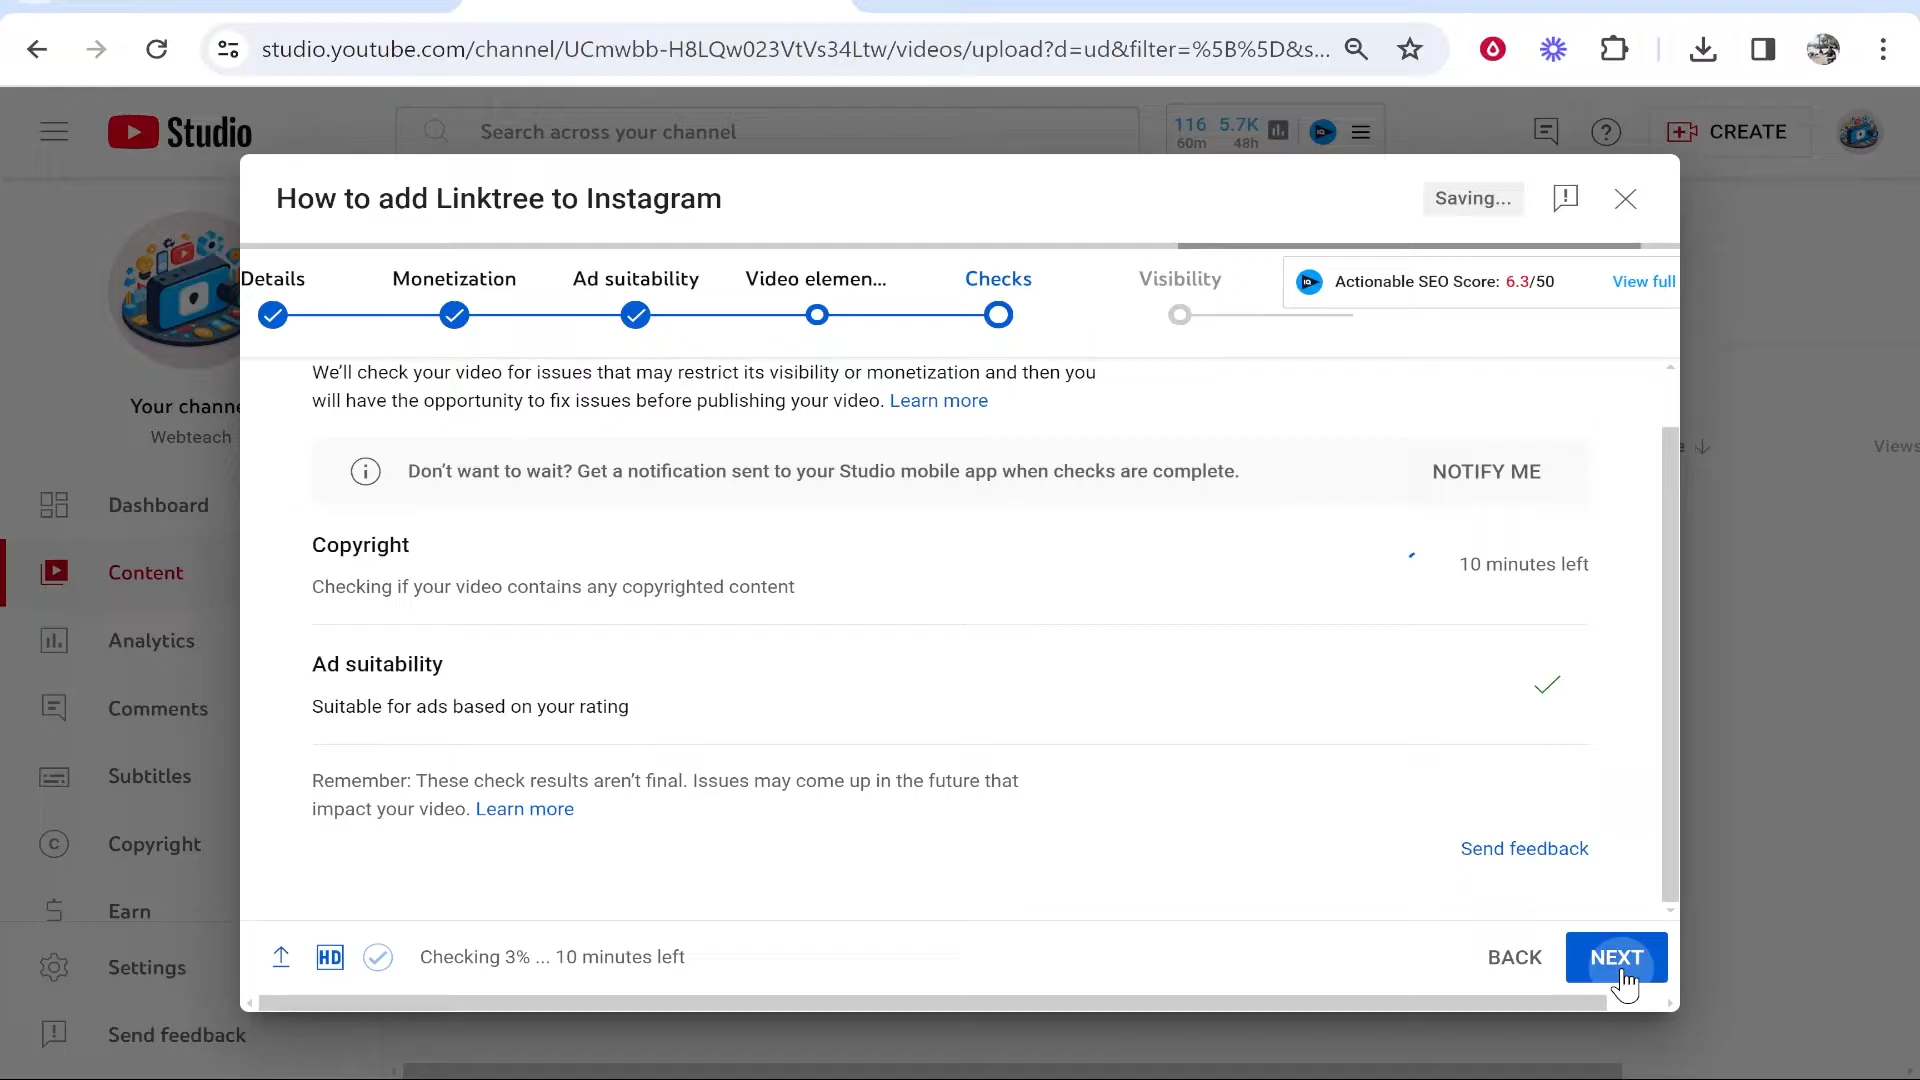 studio.youtube.com/channel/UCmwbb-H8LQw023VtVs34Ltw/videos/upload?d=ud&filter=%5B%5D&s...
Studio
Search across your channel
116 5.7K
60m 48h
CREATE
How to add Linktree to Instagram
Saving...
Details
Monetization
Ad suitability
Video elemen...
Checks
Visibility
Actionable SEO Score: 6.3/50
View full
We'll check your video for issues that may restrict its visibility or monetization and then you
will have the opportunity to fix issues before publishing your video. Learn more
Don't want to wait? Get a notification sent to your Studio mobile app when checks are complete.
NOTIFY ME
Copyright
Checking if your video contains any copyrighted content
10 minutes left
Ad suitability
Suitable for ads based on your rating
Remember: These check results aren't final. Issues may come up in the future that
impact your video. Learn more
Send feedback
HD
Checking 3% ... 10 minutes left
BACK
NEXT
Your channe
Webteach
Dashboard
Content
Analytics
Comments
Subtitles
Copyright
Earn
Settings
Send feedback
Views